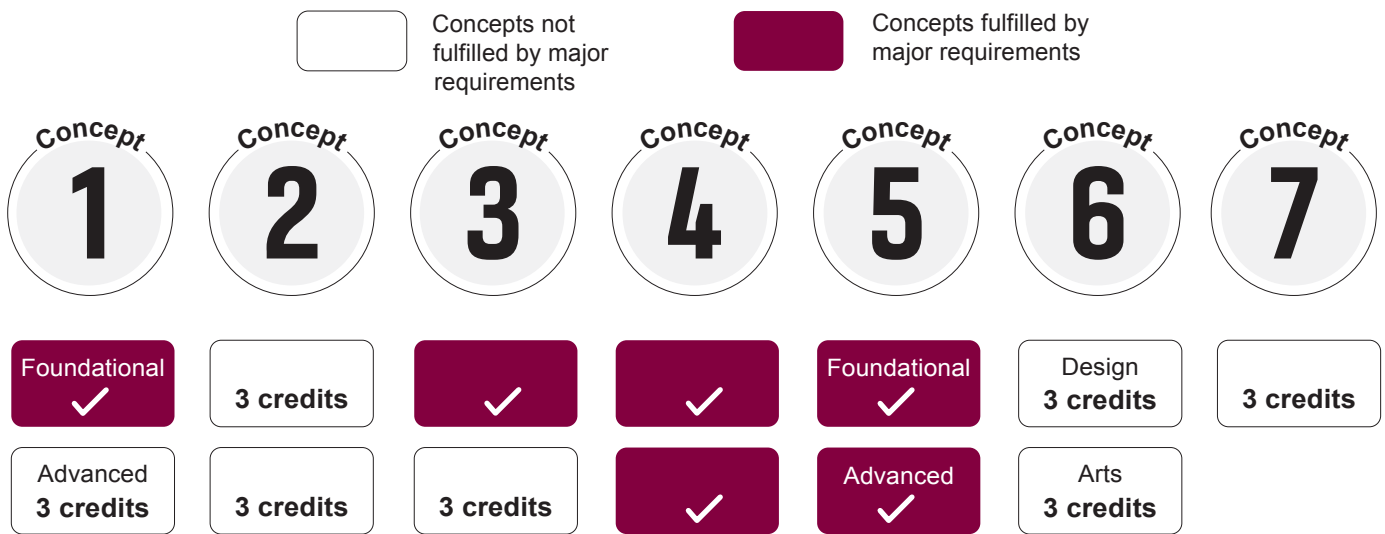 Concepts not
fulfilled by major
requirements
Concepts fulfilled by
major requirements
Concept
1
Concept
2
Concept
3
Concept
4
Concept
5
Concept
6
Concept
7
Foundational
3 credits
Foundational
Design
3 credits
3 credits
Advanced
3 credits
3 credits
3 credits
Advanced
Arts
3 credits